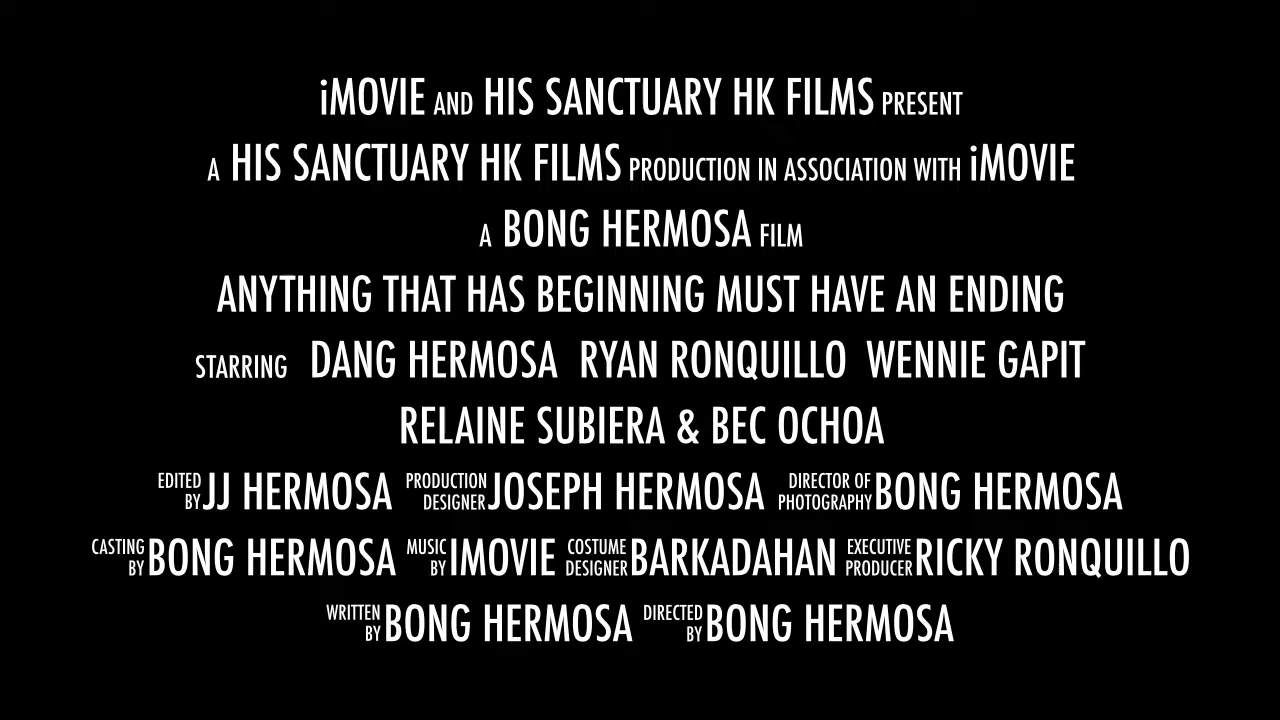 iMOVIE AND HIS SANCTUARY HK FILMS PRESENT
A HIS SANCTUARY HK FILMS PRODUCTION IN ASSOCIATION WITH iMOVIE
A BONG HERMOSA FILM
ANYTHING THAT HAS BEGINNING MUST HAVE AN ENDING
STARRING DANG HERMOSA RYAN RONQUILLO WENNIE GAPIT
RELAINE SUBIERA & BEC OCHOA
EDITED BY JJ HERMOSA PRODUCTION DESIGNER JOSEPH HERMOSA DIRECTOR OF PHOTOGRAPHY BONG HERMOSA
CASTING BY BONG HERMOSA MUSIC BY IMOVIE COSTUME DESIGNER BARKADAHAN EXECUTIVE PRODUCER RICKY RONQUILLO
WRITTEN BY BONG HERMOSA DIRECTED BY BONG HERMOSA